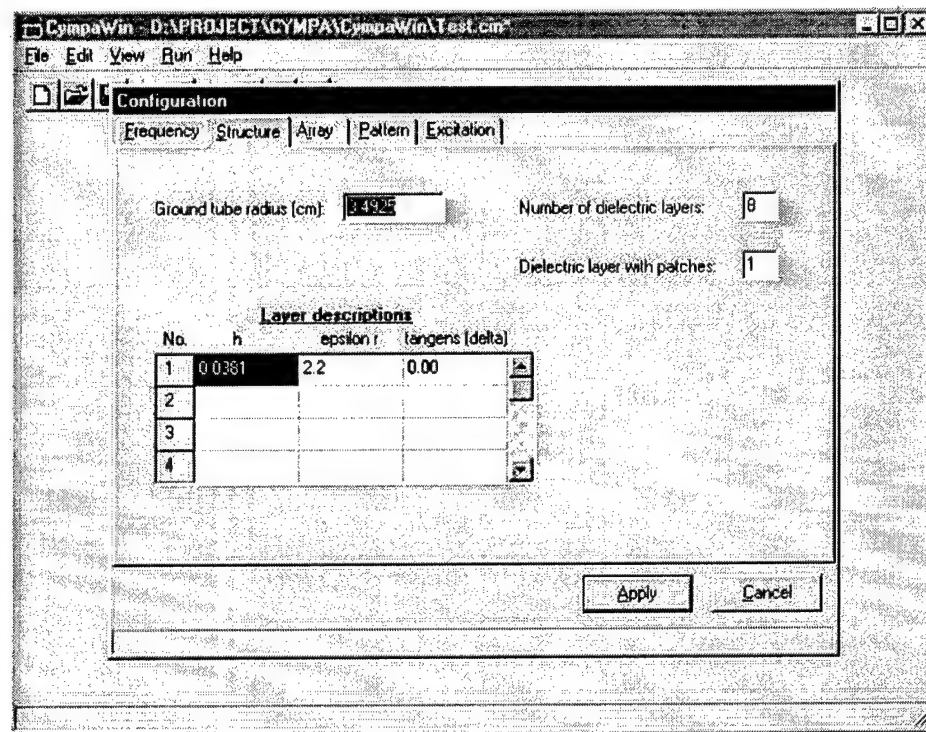 CympaWin - D:\PROJECT\CYMPA\CympaWin\Test.cm*
File Edit View Run Help
Configuration
Frequency Structure Array Pattern Excitation
Ground tube radius (cm): 3.4925 Number of dielectric layers: 8
Dielectric layer with patches: 1
Layer descriptions
No. h epsilon r tangens (delta)
1 0.0381 2.2 0.00
2
3
4
Apply Cancel